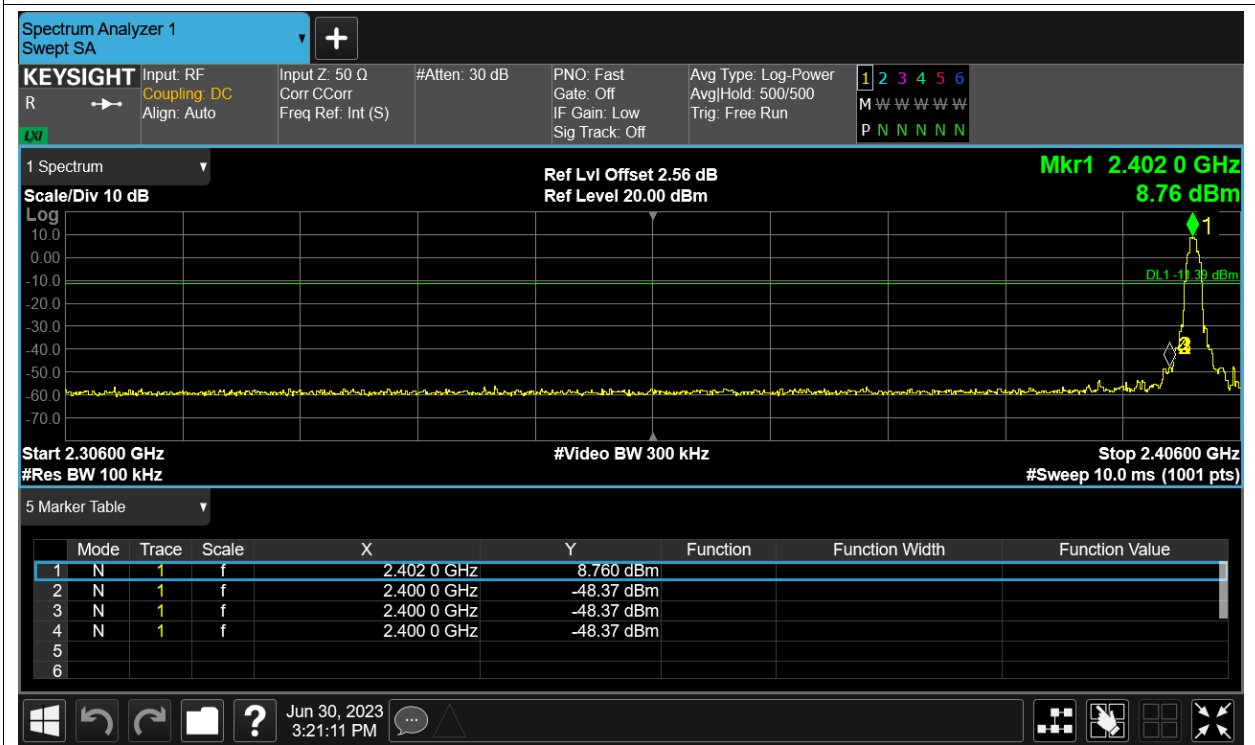 Spectrum Analyzer 1
Swept SA
+
KEYSIGHT
R
LXI
Input: RF
Coupling: DC
Align: Auto
Input Z: 50 Ω
Corr CCorr
Freq Ref: Int (S)
#Atten: 30 dB
PNO: Fast
Gate: Off
IF Gain: Low
Sig Track: Off
Avg Type: Log-Power
Avg|Hold: 500/500
Trig: Free Run
1 2 3 4 5 6
M W W W W W
P N N N N N
1 Spectrum
Scale/Div 10 dB
Ref Lvl Offset 2.56 dB
Ref Level 20.00 dBm
Mkr1 2.402 0 GHz
8.76 dBm
Log
10.0
0.00
-10.0
-20.0
-30.0
-40.0
-50.0
-60.0
-70.0
1
DL1 -11.39 dBm
Start 2.30600 GHz
#Res BW 100 kHz
#Video BW 300 kHz
Stop 2.40600 GHz
#Sweep 10.0 ms (1001 pts)
5 Marker Table
Mode Trace Scale X Y Function Function Width Function Value
1 N 1 f 2.402 0 GHz 8.760 dBm
2 N 1 f 2.400 0 GHz -48.37 dBm
3 N 1 f 2.400 0 GHz -48.37 dBm
4 N 1 f 2.400 0 GHz -48.37 dBm
5
6
?
Jun 30, 2023
3:21:11 PM